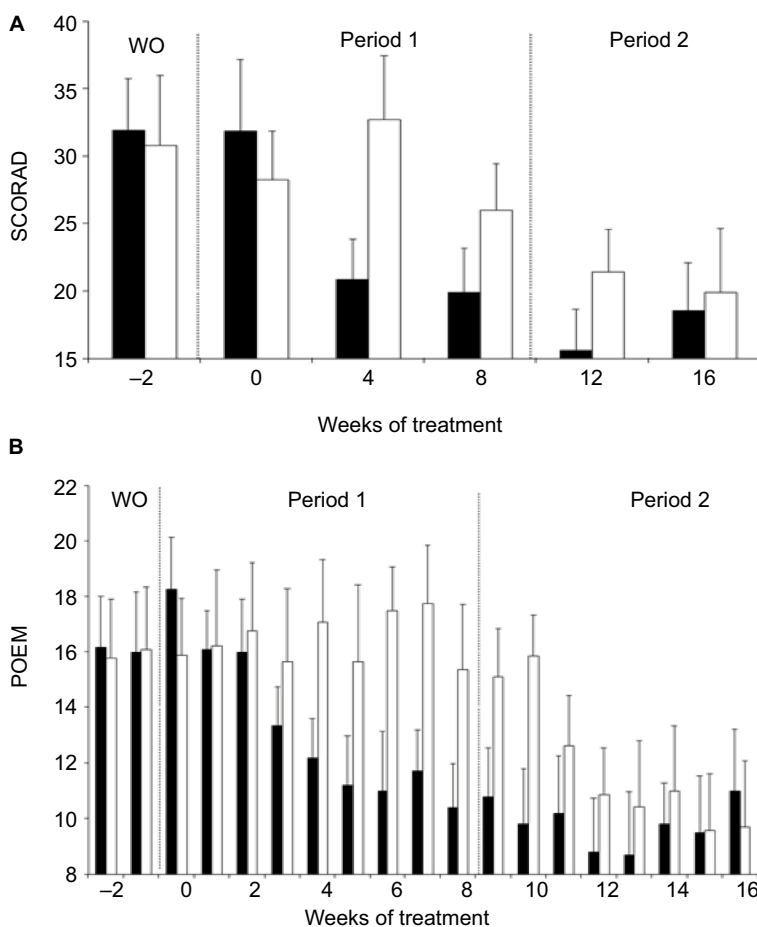 A
WO Period 1 Period 2
40
35
30
25
20
15
SCORAD
–2 0 4 8 12 16
Weeks of treatment
B
WO Period 1 Period 2
22
20
18
16
14
12
10
8
POEM
–2 0 2 4 6 8 10 12 14 16
Weeks of treatment